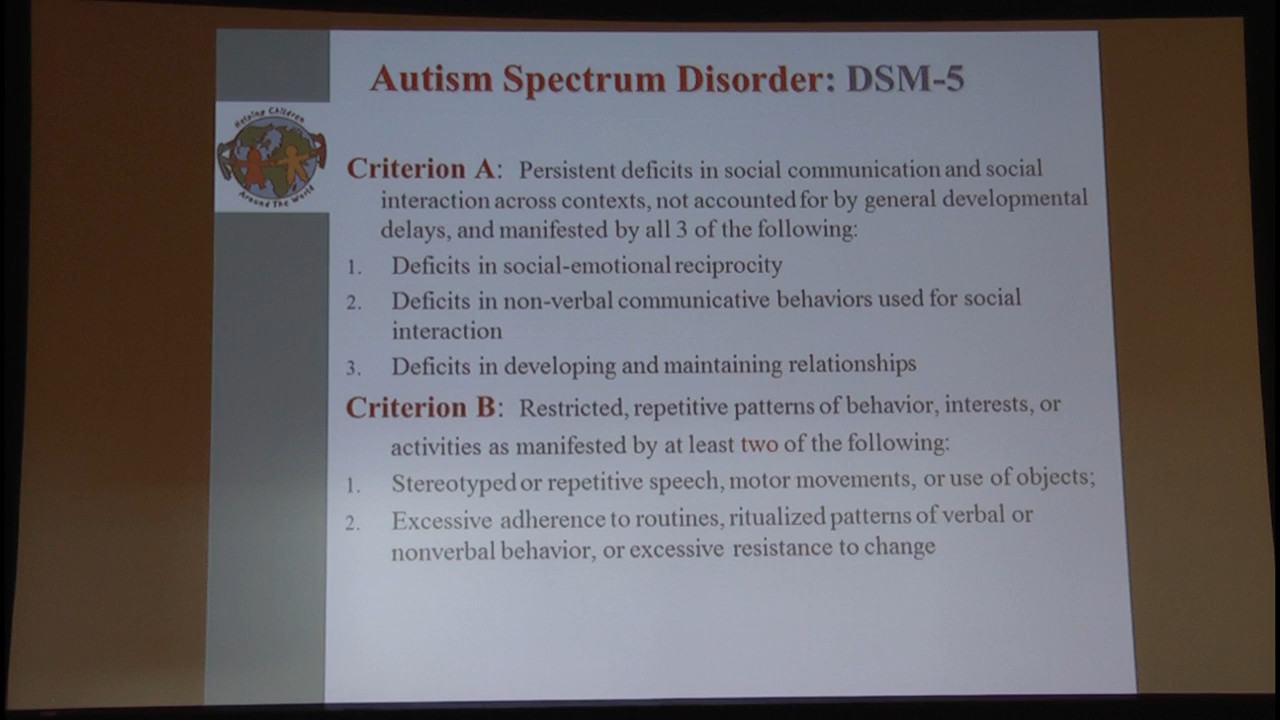 Autism Spectrum Disorder: DSM-5
Helping Children
Around The World
Criterion A: Persistent deficits in social communication and social
interaction across contexts, not accounted for by general developmental
delays, and manifested by all 3 of the following:
1. Deficits in social-emotional reciprocity
2. Deficits in non-verbal communicative behaviors used for social
interaction
3. Deficits in developing and maintaining relationships
Criterion B: Restricted, repetitive patterns of behavior, interests, or
activities as manifested by at least two of the following:
1. Stereotyped or repetitive speech, motor movements, or use of objects;
2. Excessive adherence to routines, ritualized patterns of verbal or
nonverbal behavior, or excessive resistance to change